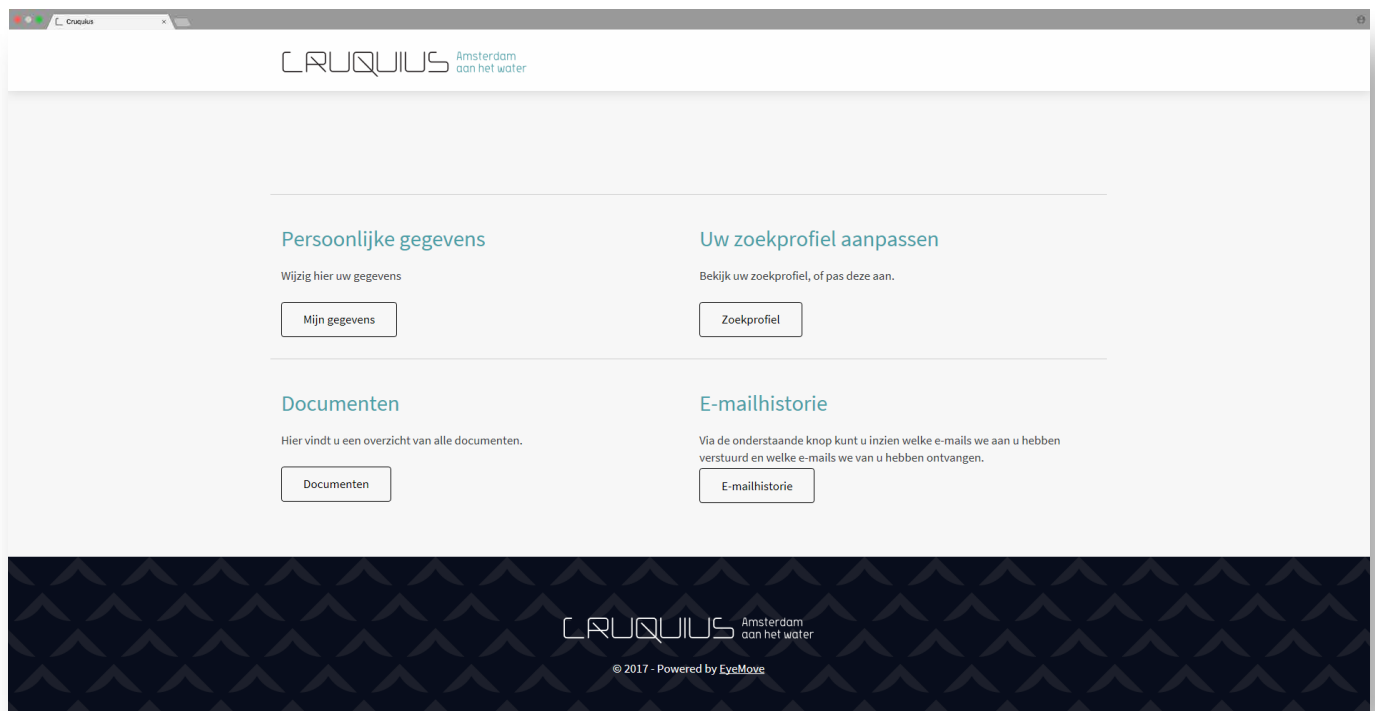 Cruquius
CRUQUIUS Amsterdam
aan het water
Persoonlijke gegevens
Wijzig hier uw gegevens
Mijn gegevens
Uw zoekprofiel aanpassen
Bekijk uw zoekprofiel, of pas deze aan.
Zoekprofiel
Documenten
Hier vindt u een overzicht van alle documenten.
Documenten
E-mailhistorie
Via de onderstaande knop kunt u inzien welke e-mails we aan u hebben
verstuurd en welke e-mails we van u hebben ontvangen.
E-mailhistorie
CRUQUIUS Amsterdam
aan het water
© 2017 - Powered by EyeMove